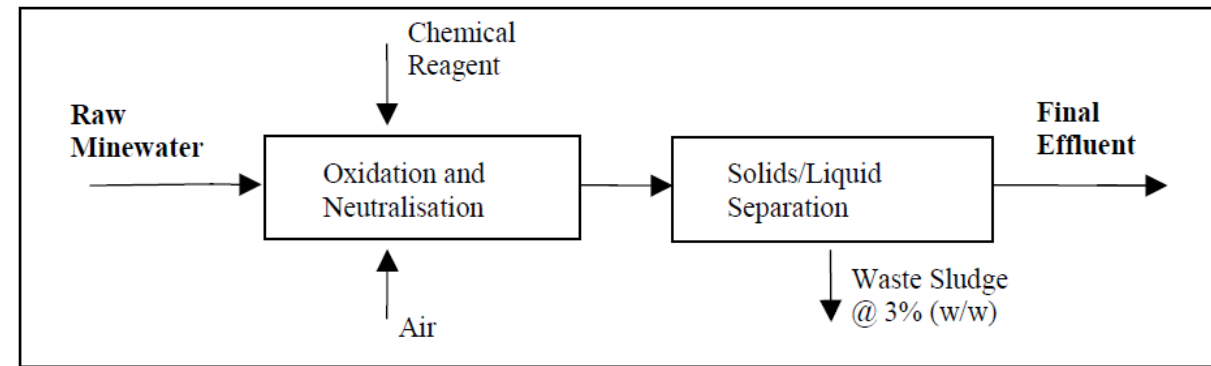 Chemical
Reagent
Raw
Minewater
Oxidation and
Neutralisation
Air
Solids/Liquid
Separation
Waste Sludge
@ 3% (w/w)
Final
Effluent